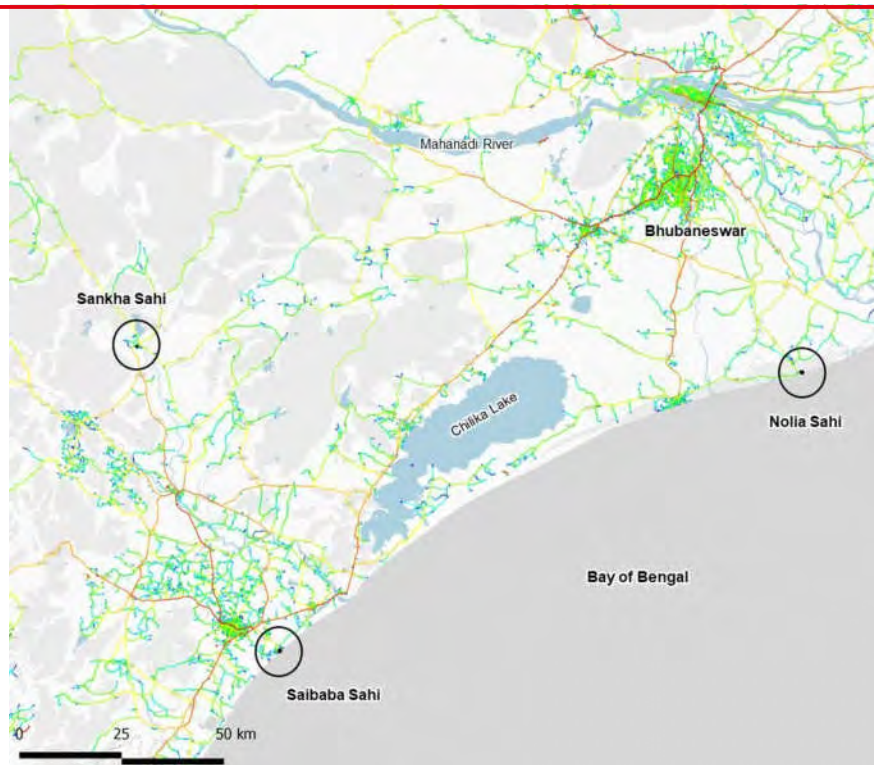 Mahanadi River
Bhubaneswar
Sankha Sahi
Chilika Lake
Nolia Sahi
Bay of Bengal
Saibaba Sahi
0 25 50 km